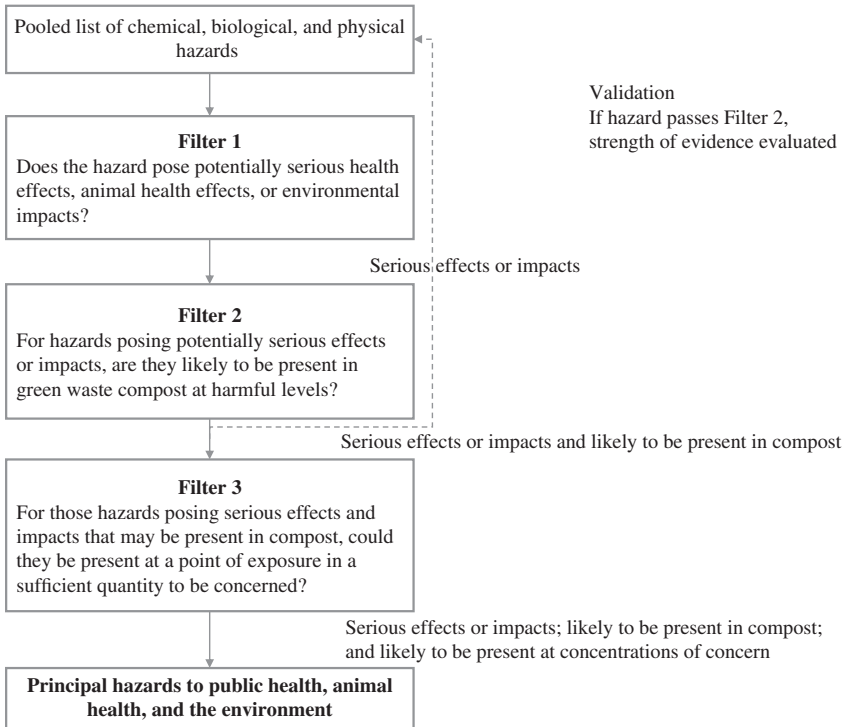 Pooled list of chemical, biological, and physical
hazards
Validation
If hazard passes Filter 2,
strength of evidence evaluated
Filter 1
Does the hazard pose potentially serious health
effects, animal health effects, or environmental
impacts?
Serious effects or impacts
Filter 2
For hazards posing potentially serious effects
or impacts, are they likely to be present in
green waste compost at harmful levels?
Serious effects or impacts and likely to be present in compost
Filter 3
For those hazards posing serious effects and
impacts that may be present in compost, could
they be present at a point of exposure in a
sufficient quantity to be concerned?
Serious effects or impacts; likely to be present in compost;
and likely to be present at concentrations of concern
Principal hazards to public health, animal
health, and the environment